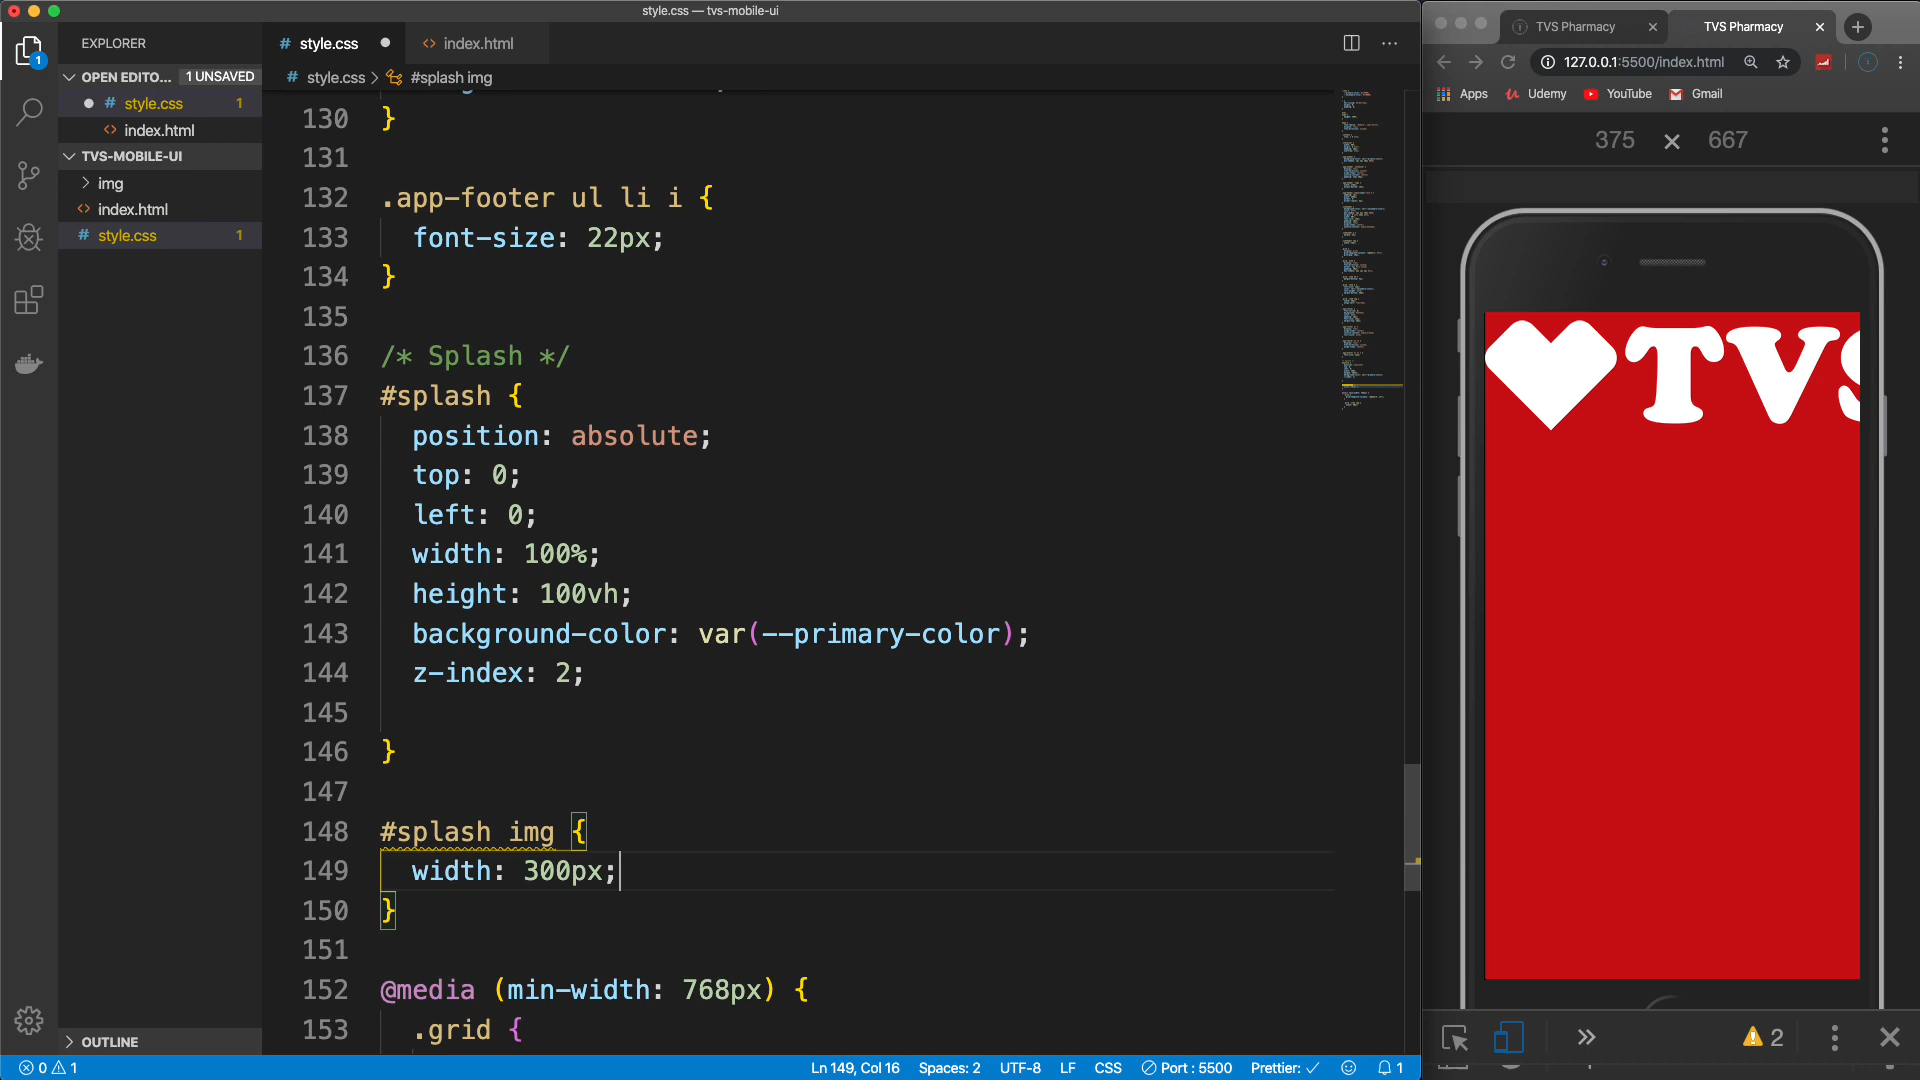 style.css — tvs-mobile-ui
EXPLORER
OPEN EDITO... 1 UNSAVED
# style.css 1
<> index.html
TVS-MOBILE-UI
> img
<> index.html
# style.css 1
OUTLINE
1
# style.css
<> index.html
# style.css > #splash img
130 }
131
132 .app-footer ul li i {
133 font-size: 22px;
134 }
135
136 /* Splash */
137 #splash {
138 position: absolute;
139 top: 0;
140 left: 0;
141 width: 100%;
142 height: 100vh;
143 background-color: var(--primary-color);
144 z-index: 2;
145
146 }
147
148 #splash img {
149 width: 300px;
150 }
151
152 @media (min-width: 768px) {
153 .grid {
0 1 Ln 149, Col 16 Spaces: 2 UTF-8 LF CSS Port : 5500 Prettier: ✓ 1
TVS Pharmacy × TVS Pharmacy × +
127.0.0.1:5500/index.html
Apps Udemy YouTube Gmail
375 × 667
TVS
2